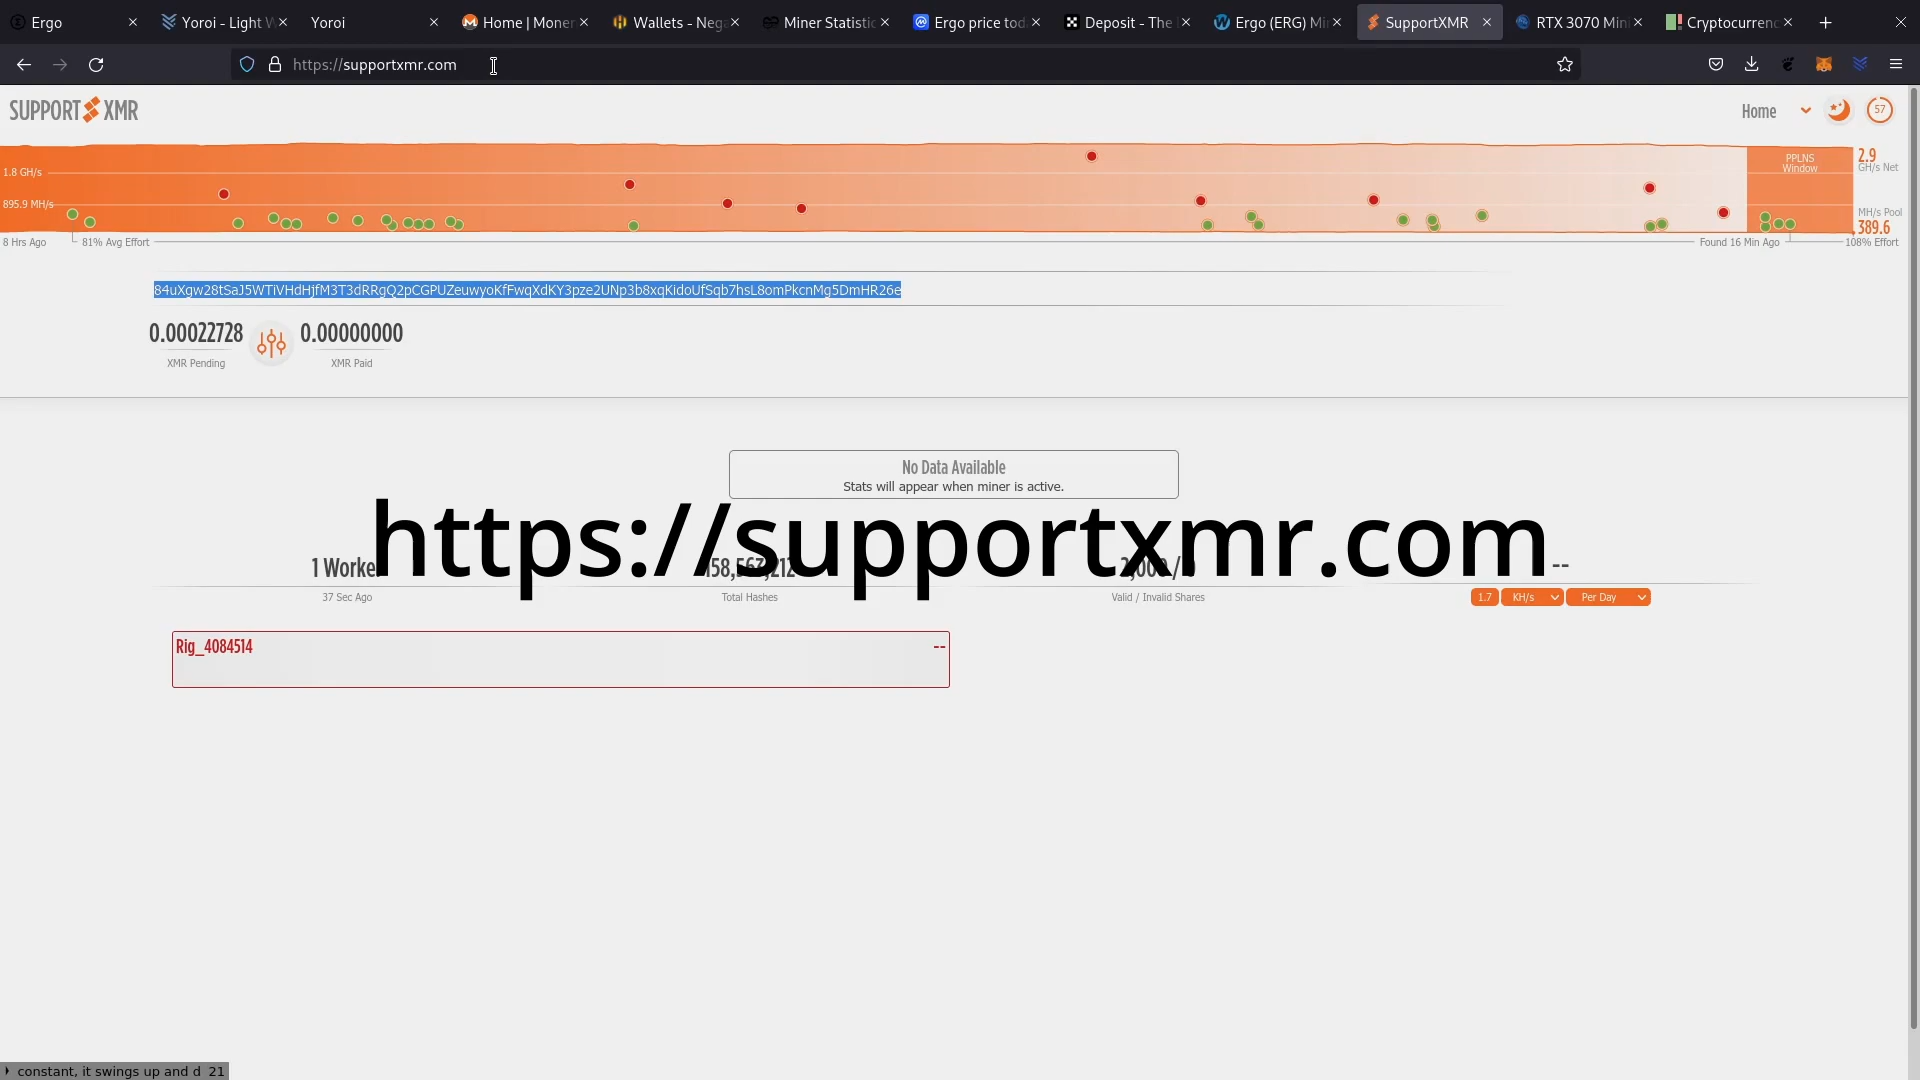 Ergo
Yoroi - Light W
Yoroi
Home | Moner
Wallets - Neg
Miner Statistic
Ergo price tod
Deposit - The
Ergo (ERG) Mi
SupportXMR
RTX 3070 Min
Cryptocurrenc
https://supportxmr.com
SUPPORT XMR
Home
57
1.8 GH/s
895.9 MH/s
PPLNS
Window
2.9
GH/s Net
MH/s Pool
389.6
8 Hrs Ago
81% Avg Effort
Found 16 Min Ago
108% Effort
84uXgw28tSaJ5WTiVHdHjfM3T3dRRgQ2pCGPUZeuwyoKfFwqXdKY3pze2UNp3b8xqKidoUfSqb7hsL8omPkcnMg5DmHR26e
0.00022728
0.00000000
XMR Pending
XMR Paid
No Data Available
Stats will appear when miner is active.
https://supportxmr.com
1 Worke
--
37 Sec Ago
Total Hashes
Valid / Invalid Shares
1.7
KH/s
Per Day
Rig_4084514
--
constant, it swings up and d 21